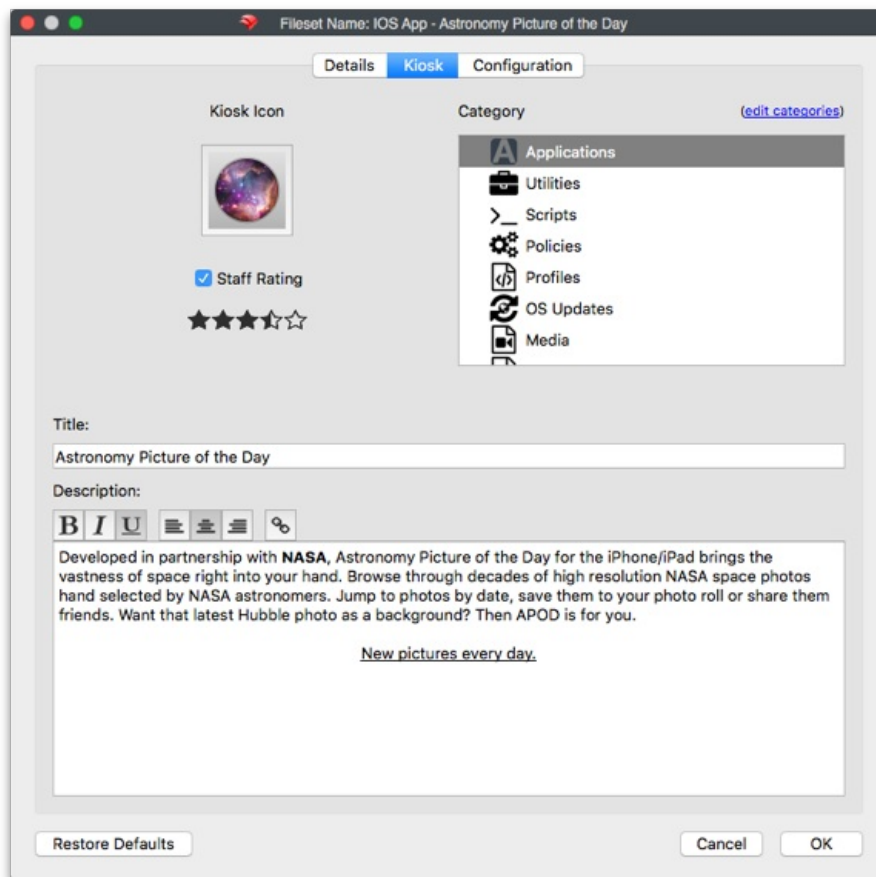 Fileset Name: IOS App - Astronomy Picture of the Day
Details Kiosk Configuration
Kiosk Icon
Staff Rating
Category (edit categories)
Applications
Utilities
Scripts
Policies
Profiles
OS Updates
Media
Title:
Astronomy Picture of the Day
Description:
B I U
Developed in partnership with NASA, Astronomy Picture of the Day for the iPhone/iPad brings the
vastness of space right into your hand. Browse through decades of high resolution NASA space photos
hand selected by NASA astronomers. Jump to photos by date, save them to your photo roll or share them
friends. Want that latest Hubble photo as a background? Then APOD is for you.
New pictures every day.
Restore Defaults Cancel OK